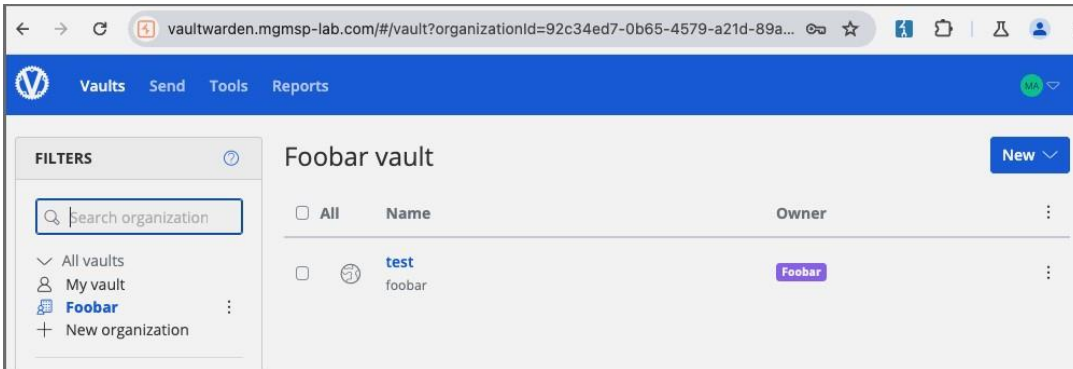 vaultwarden.mgmsp-lab.com/#/vault?organizationId=92c34ed7-0b65-4579-a21d-89a...
Vaults Send Tools Reports MA
FILTERS
Foobar vault
New
Search organization
All Name Owner
All vaults
My vault
Foobar
New organization
test
foobar
Foobar